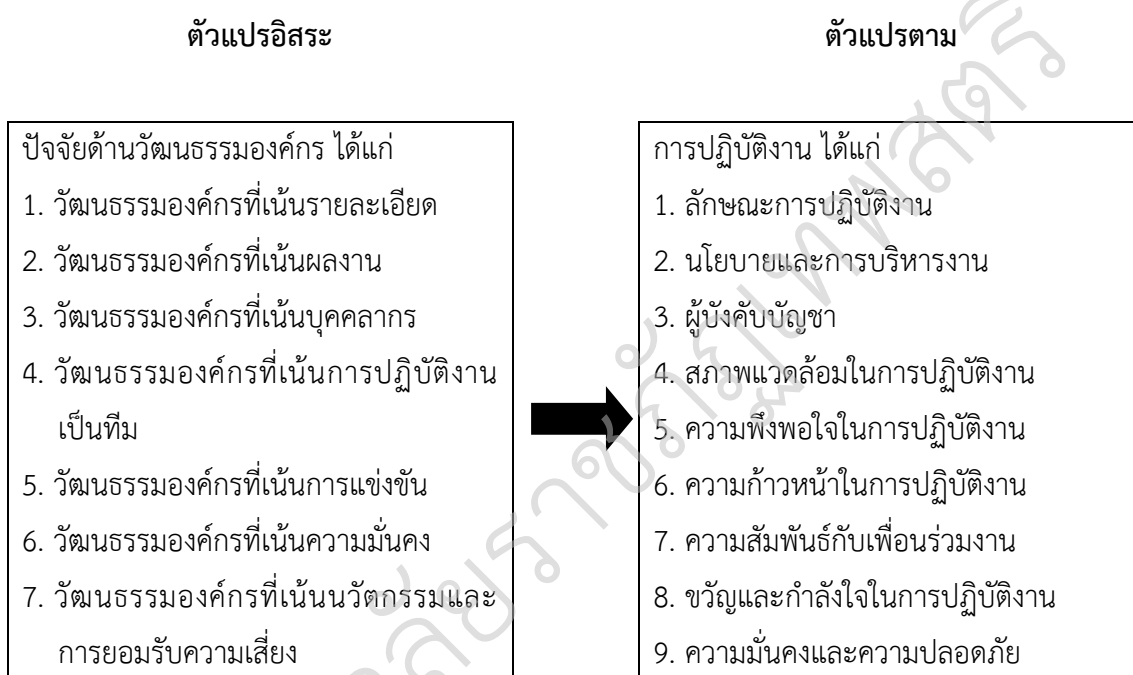 ตัวแปรอิสระ
ตัวแปรตาม
ปัจจัยด้านวัฒนธรรมองค์กร ได้แก่
1. วัฒนธรรมองค์กรที่เน้นรายละเอียด
2. วัฒนธรรมองค์กรที่เน้นผลงาน
3. วัฒนธรรมองค์กรที่เน้นบุคคลากร
4. วัฒนธรรมองค์กรที่เน้นการปฏิบัติงาน
เป็นทีม
5. วัฒนธรรมองค์กรที่เน้นการแข่งขัน
6. วัฒนธรรมองค์กรที่เน้นความมั่นคง
7. วัฒนธรรมองค์กรที่เน้นนวัตกรรมและ
การยอมรับความเสี่ยง
การปฏิบัติงาน ได้แก่
1. ลักษณะการปฏิบัติงาน
2. นโยบายและการบริหารงาน
3. ผู้บังคับบัญชา
4. สภาพแวดล้อมในการปฏิบัติงาน
5. ความพึงพอใจในการปฏิบัติงาน
6. ความก้าวหน้าในการปฏิบัติงาน
7. ความสัมพันธ์กับเพื่อนร่วมงาน
8. ขวัญและกำลังใจในการปฏิบัติงาน
9. ความมั่นคงและความปลอดภัย